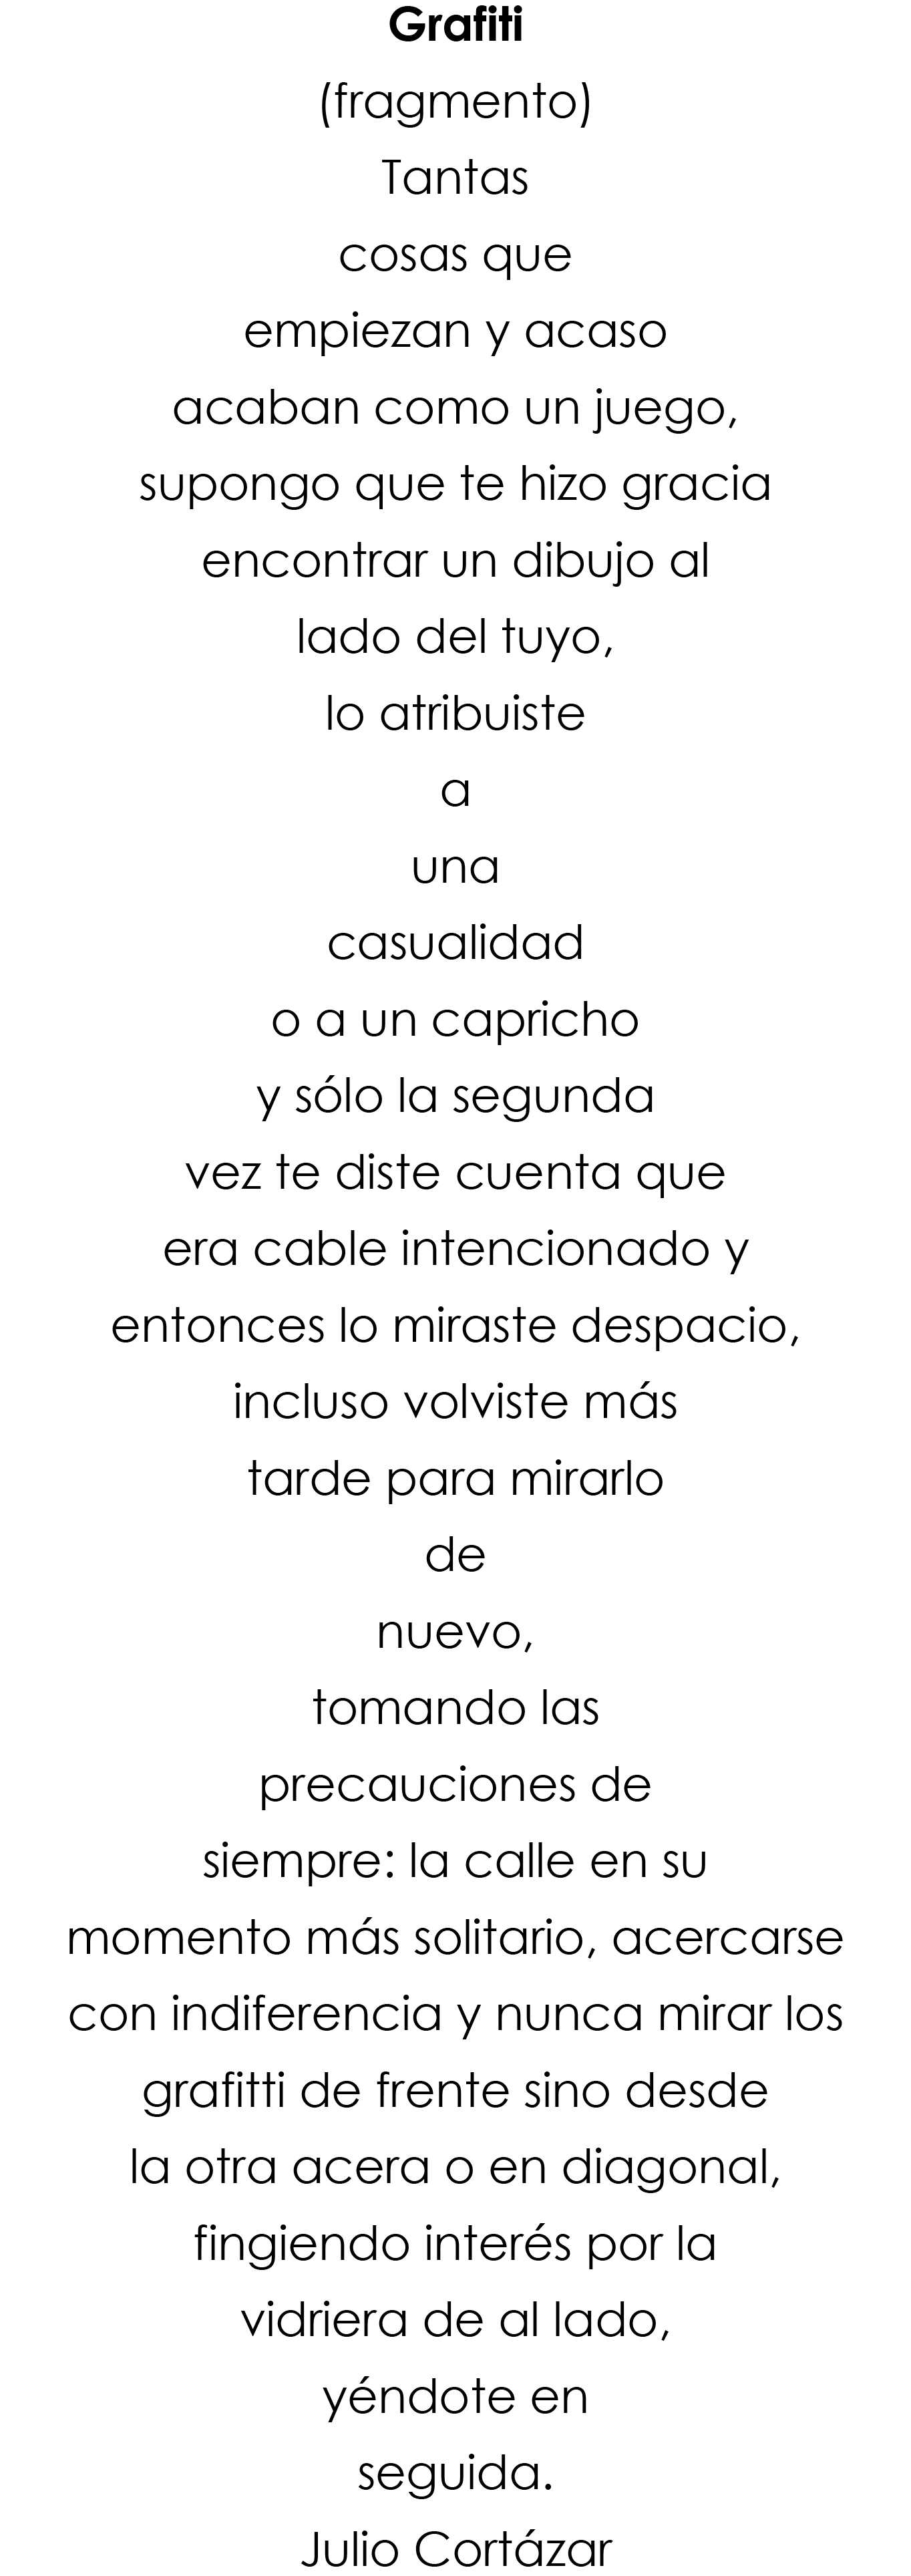 Grafiti
(fragmento)
Tantas
cosas que
empiezan y acaso
acaban como un juego,
supongo que te hizo gracia
encontrar un dibujo al
lado del tuyo,
lo atribuiste
a
una
casualidad
o a un capricho
y sólo la segunda
vez te diste cuenta que
era cable intencionado y
entonces lo miraste despacio,
incluso volviste más
tarde para mirarlo
de
nuevo,
tomando las
precauciones de
siempre: la calle en su
momento más solitario, acercarse
con indiferencia y nunca mirar los
grafitti de frente sino desde
la otra acera o en diagonal,
fingiendo interés por la
vidriera de al lado,
yéndote en
seguida.
Julio Cortázar